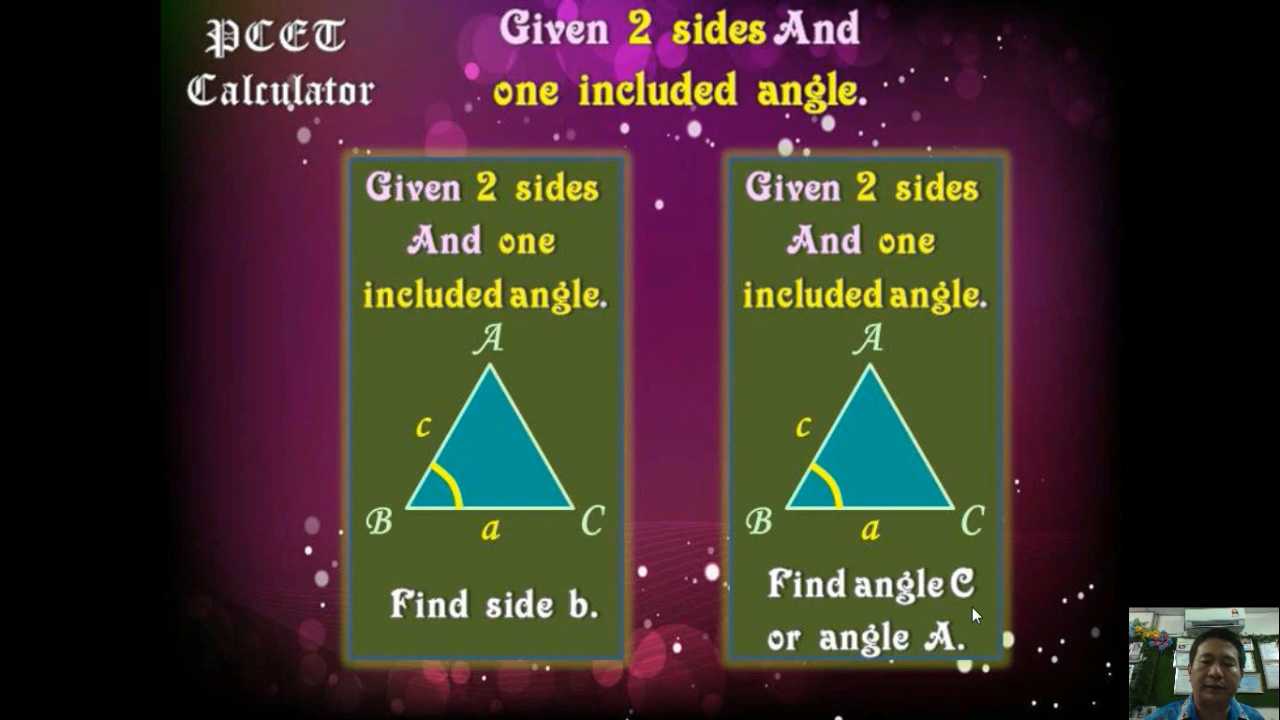 PCET
Calculator
Given 2 sides And
one included angle.
Given 2 sides
And one
included angle.
A
c
B
a
C
Find side b.
Given 2 sides
And one
included angle.
A
c
B
a
C
Find angle C
or angle A.